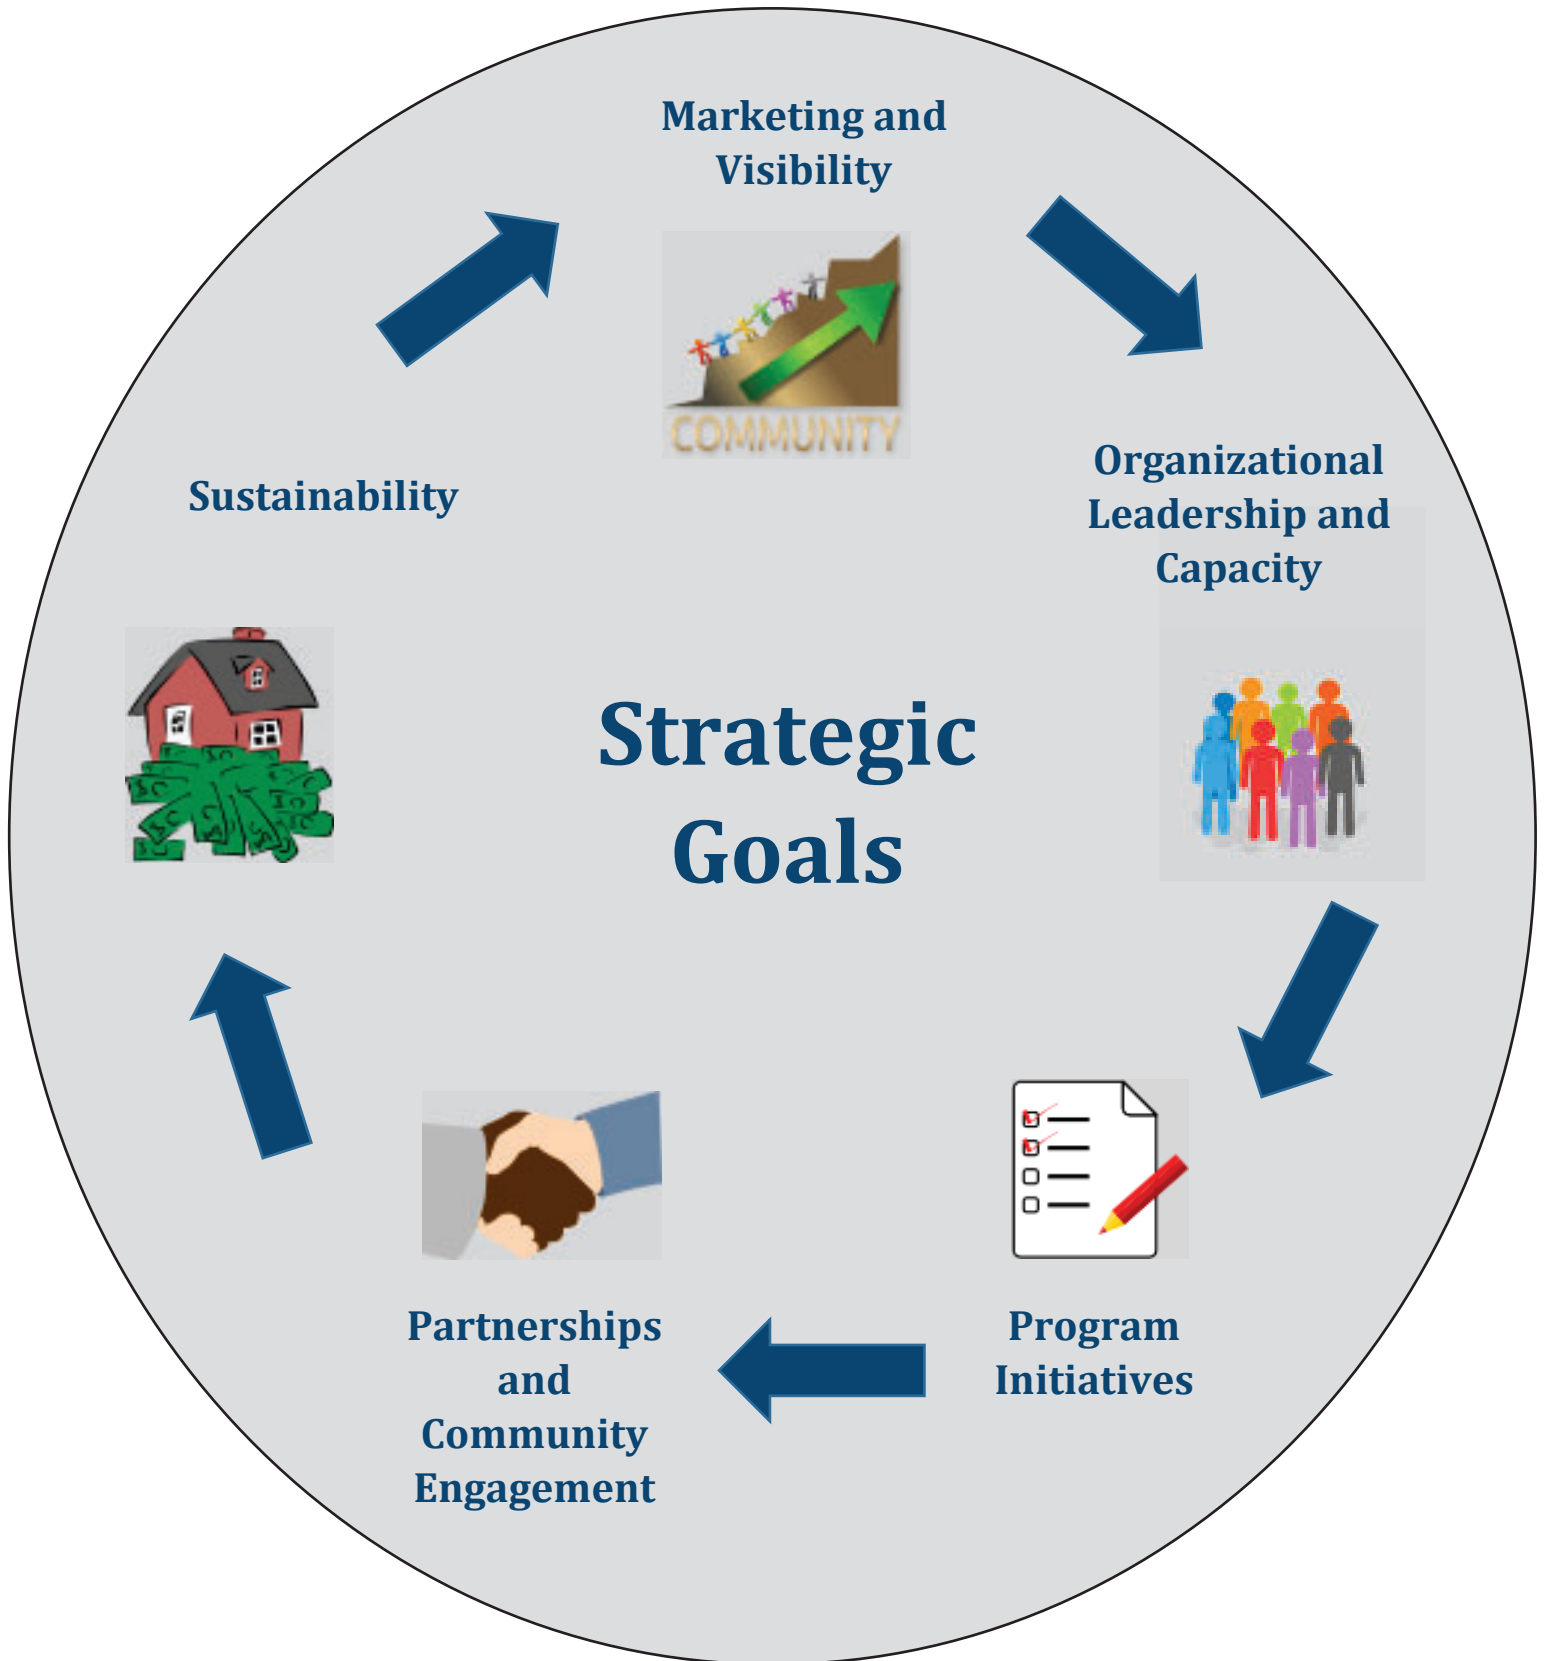 Marketing and
Visibility
COMMUNITY
Organizational
Leadership and
Capacity
Sustainability
Strategic
Goals
Program
Initiatives
Partnerships
and
Community
Engagement